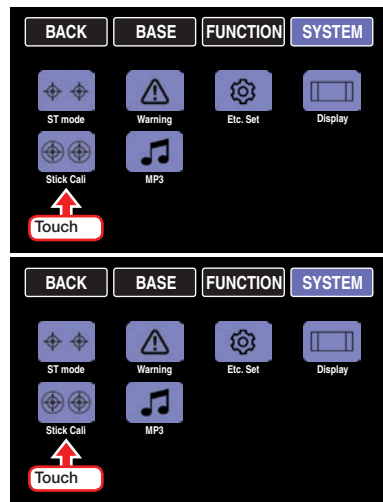 BACK BASE FUNCTION SYSTEM
ST mode Warning Etc. Set Display
Stick Cali MP3
Touch
BACK BASE FUNCTION SYSTEM
ST mode Warning Etc. Set Display
Stick Cali MP3
Touch